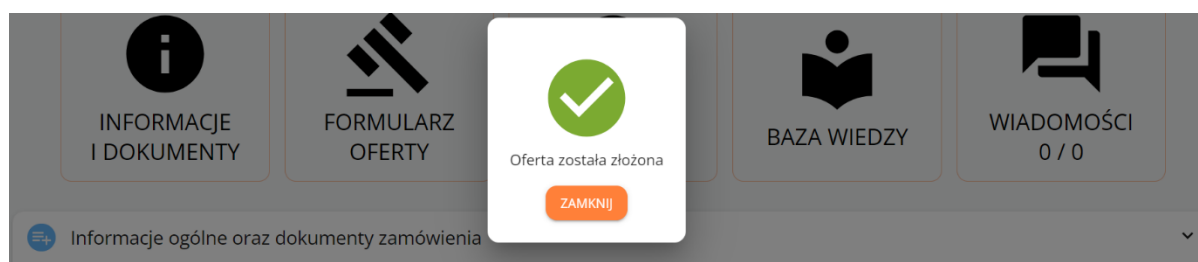 INFORMACJE
I DOKUMENTY
FORMULARZ
OFERTY
Oferta została złożona
ZAMKNIJ
BAZA WIEDZY
WIADOMOŚCI
0 / 0
Informacje ogólne oraz dokumenty zamówienia